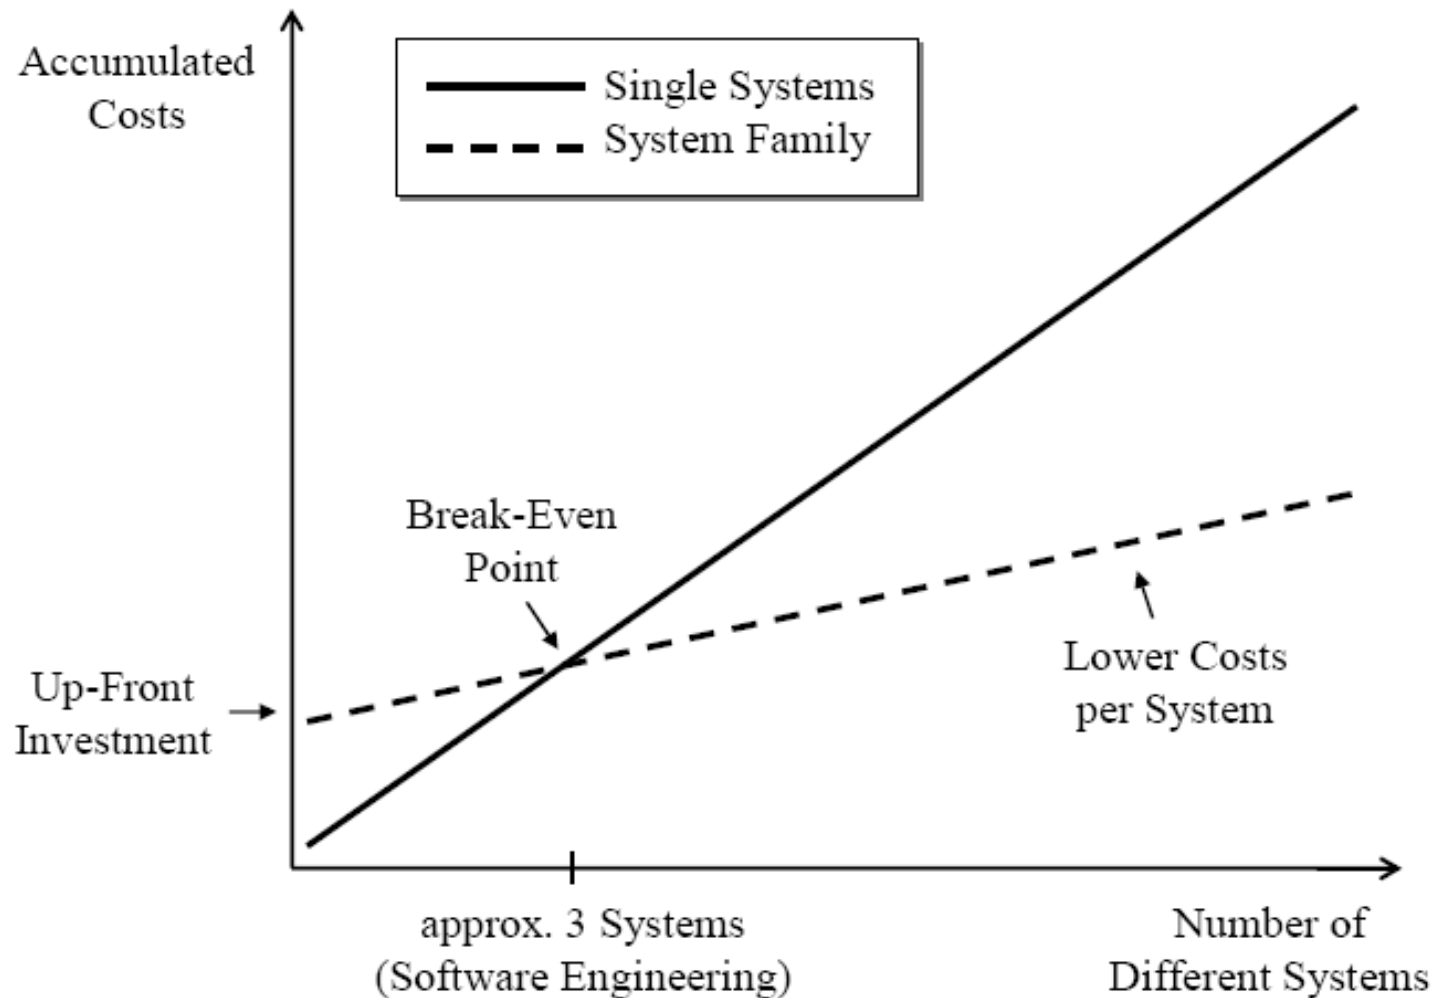 Accumulated
Costs
Single Systems
System Family
Break-Even
Point
Up-Front
Investment
Lower Costs
per System
approx. 3 Systems
(Software Engineering)
Number of
Different Systems